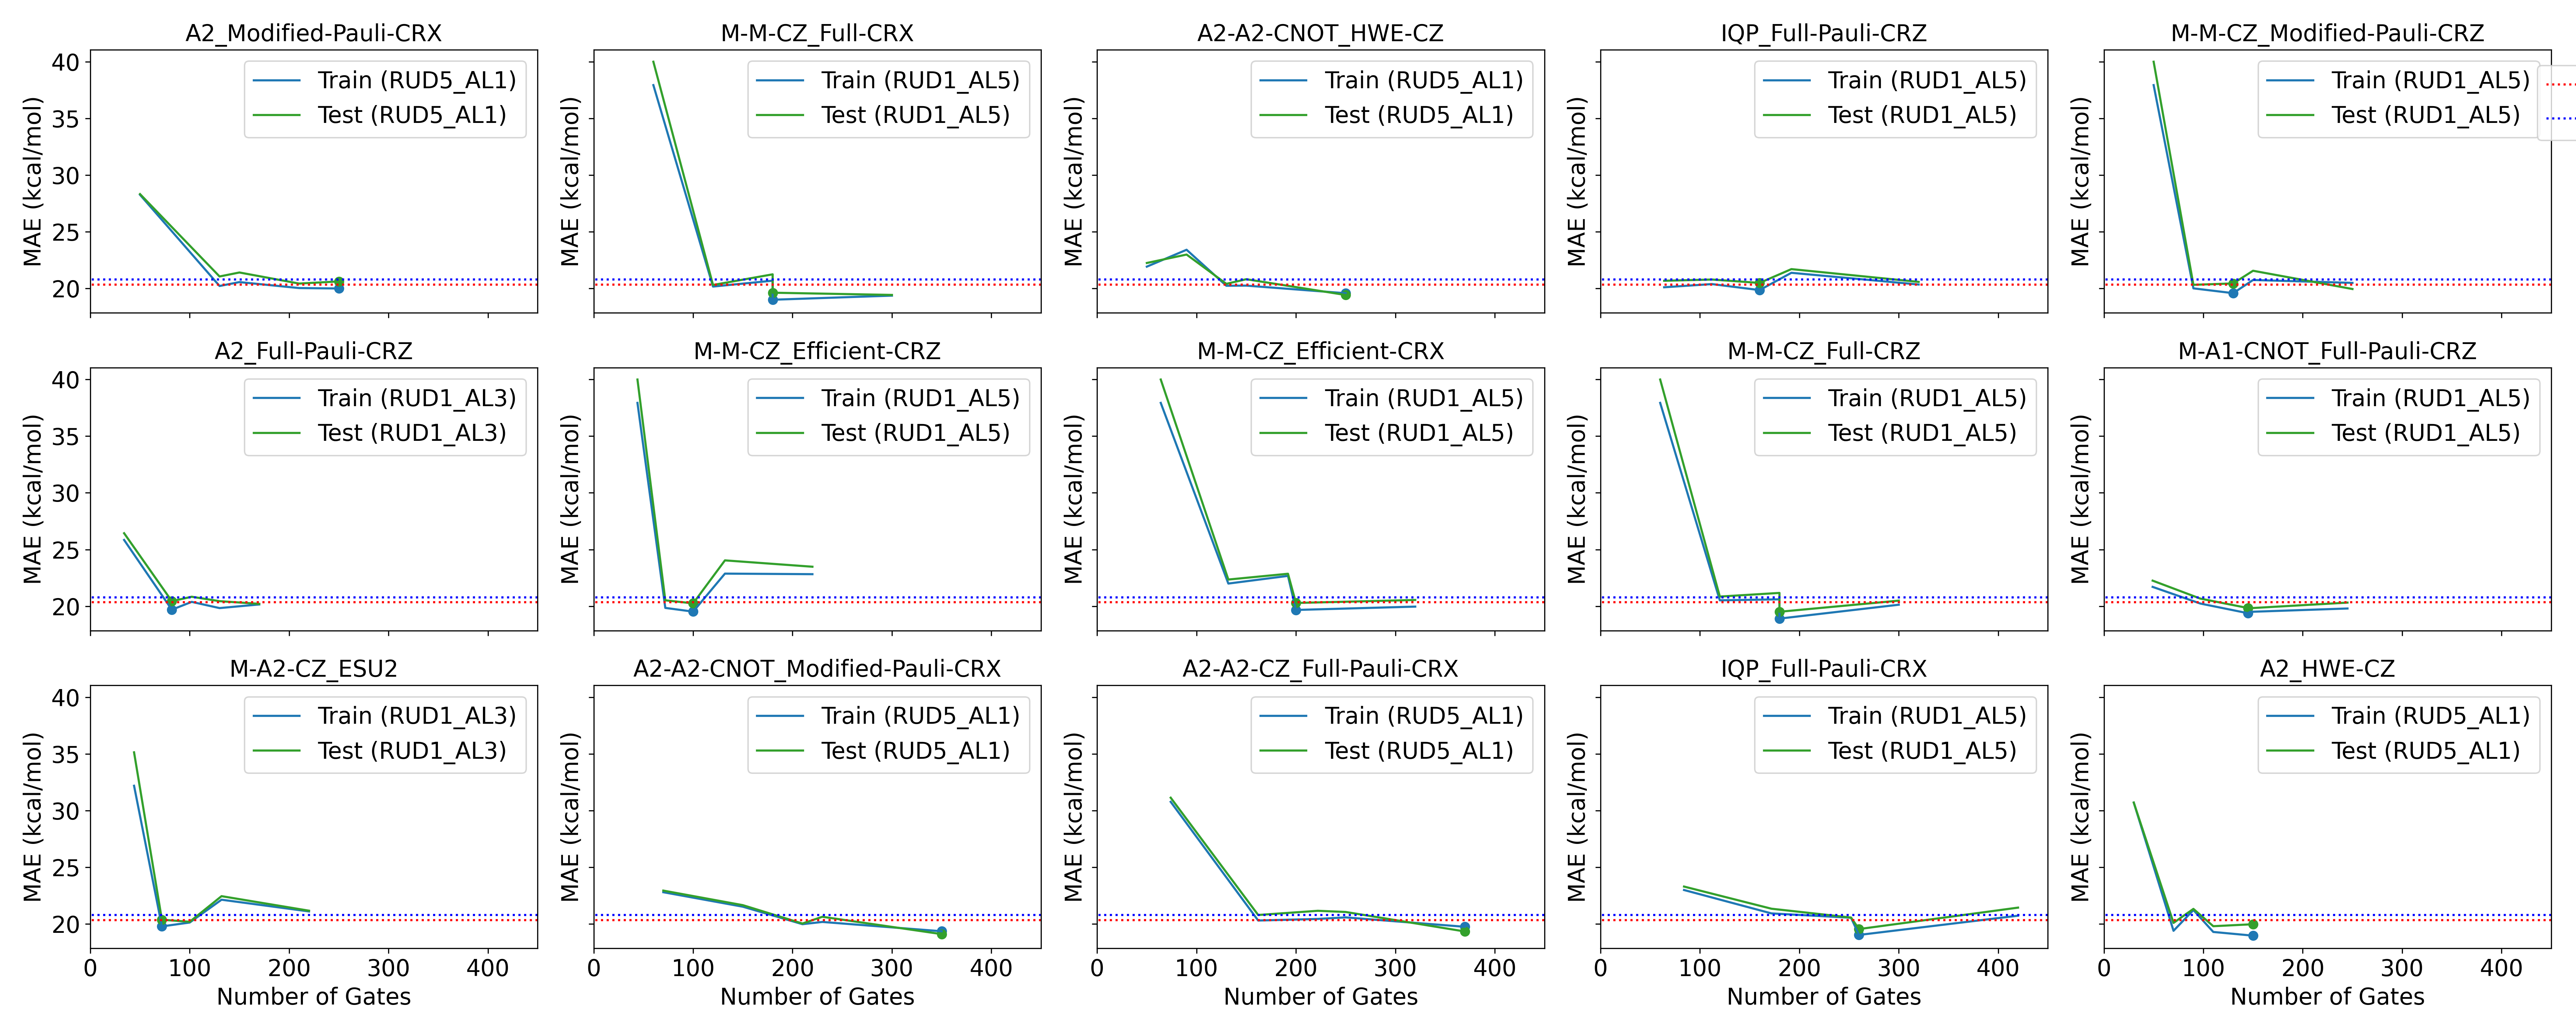 A2_Modified-Pauli-CRX
MAE (kcal/mol)
40
35
30
25
20
Train (RUD5_AL1)
Test (RUD5_AL1)
M-M-CZ_Full-CRX
MAE (kcal/mol)
Train (RUD1_AL5)
Test (RUD1_AL5)
A2-A2-CNOT_HWE-CZ
MAE (kcal/mol)
Train (RUD5_AL1)
Test (RUD5_AL1)
IQP_Full-Pauli-CRZ
MAE (kcal/mol)
Train (RUD1_AL5)
Test (RUD1_AL5)
M-M-CZ_Modified-Pauli-CRZ
MAE (kcal/mol)
Train (RUD1_AL5)
Test (RUD1_AL5)
A2_Full-Pauli-CRZ
MAE (kcal/mol)
40
35
30
25
20
Train (RUD1_AL3)
Test (RUD1_AL3)
M-M-CZ_Efficient-CRZ
MAE (kcal/mol)
Train (RUD1_AL5)
Test (RUD1_AL5)
M-M-CZ_Efficient-CRX
MAE (kcal/mol)
Train (RUD1_AL5)
Test (RUD1_AL5)
M-M-CZ_Full-CRZ
MAE (kcal/mol)
Train (RUD1_AL5)
Test (RUD1_AL5)
M-A1-CNOT_Full-Pauli-CRZ
MAE (kcal/mol)
Train (RUD1_AL5)
Test (RUD1_AL5)
M-A2-CZ_ESU2
MAE (kcal/mol)
40
35
30
25
20
Train (RUD1_AL3)
Test (RUD1_AL3)
0 100 200 300 400
Number of Gates
A2-A2-CNOT_Modified-Pauli-CRX
MAE (kcal/mol)
Train (RUD5_AL1)
Test (RUD5_AL1)
0 100 200 300 400
Number of Gates
A2-A2-CZ_Full-Pauli-CRX
MAE (kcal/mol)
Train (RUD5_AL1)
Test (RUD5_AL1)
0 100 200 300 400
Number of Gates
IQP_Full-Pauli-CRX
MAE (kcal/mol)
Train (RUD1_AL5)
Test (RUD1_AL5)
0 100 200 300 400
Number of Gates
A2_HWE-CZ
MAE (kcal/mol)
Train (RUD5_AL1)
Test (RUD5_AL1)
0 100 200 300 400
Number of Gates